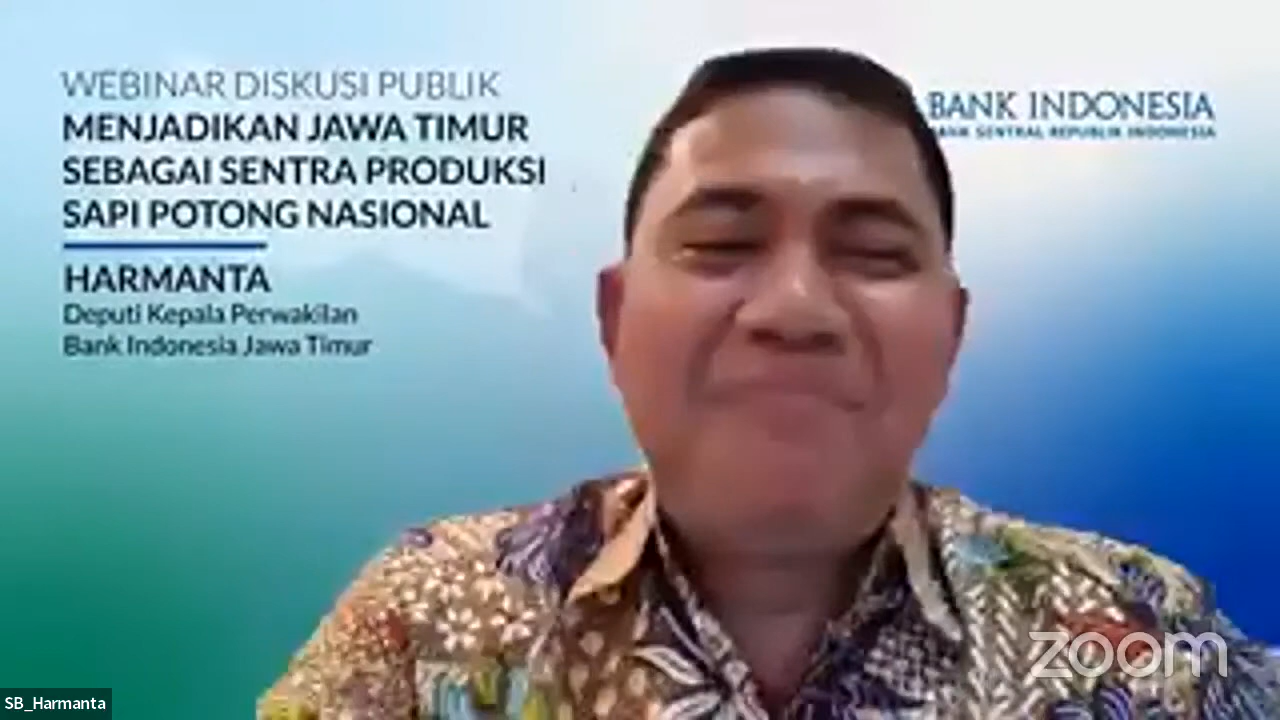 WEBINAR DISKUSI PUBLIK
MENJADIKAN JAWA TIMUR
SEBAGAI SENTRA PRODUKSI
SAPI POTONG NASIONAL
HARMANTA
Deputi Kepala Perwakilan
Bank Indonesia Jawa Timur
BANK INDONESIA
BANK SENTRAL REPUBLIK INDONESIA
zoom
SB_Harmanta